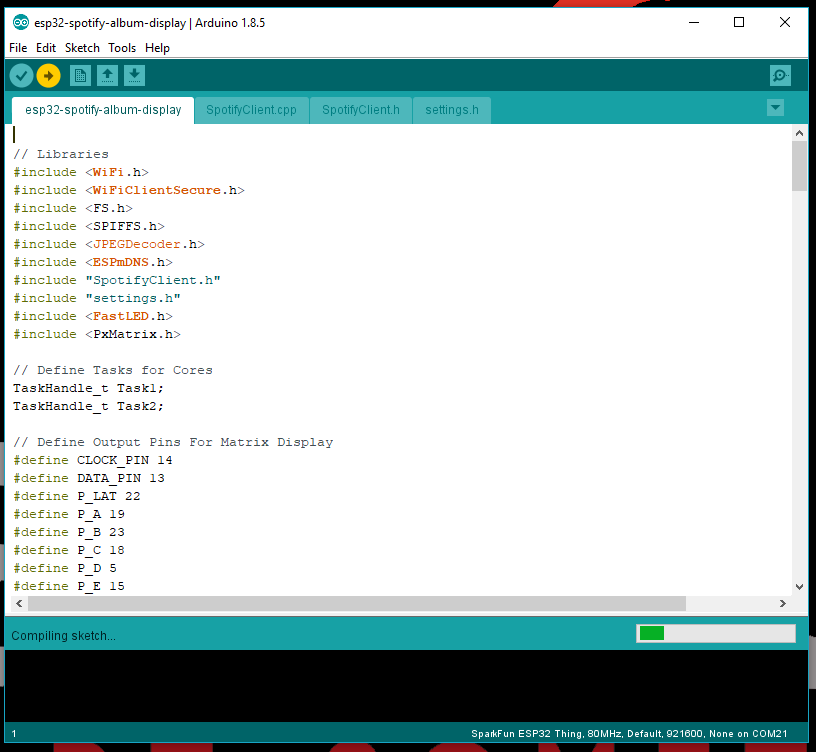 esp32-spotify-album-display | Arduino 1.8.5
File Edit Sketch Tools Help
esp32-spotify-album-display SpotifyClient.cpp SpotifyClient.h settings.h
// Libraries
#include <WiFi.h>
#include <WiFiClientSecure.h>
#include <FS.h>
#include <SPIFFS.h>
#include <JPEGDecoder.h>
#include <ESPmDNS.h>
#include "SpotifyClient.h"
#include "settings.h"
#include <FastLED.h>
#include <PxMatrix.h>
// Define Tasks for Cores
TaskHandle_t Task1;
TaskHandle_t Task2;
// Define Output Pins For Matrix Display
#define CLOCK_PIN 14
#define DATA_PIN 13
#define P_LAT 22
#define P_A 19
#define P_B 23
#define P_C 18
#define P_D 5
#define P_E 15
Compiling sketch...
1 SparkFun ESP32 Thing, 80MHz, Default, 921600, None on COM21